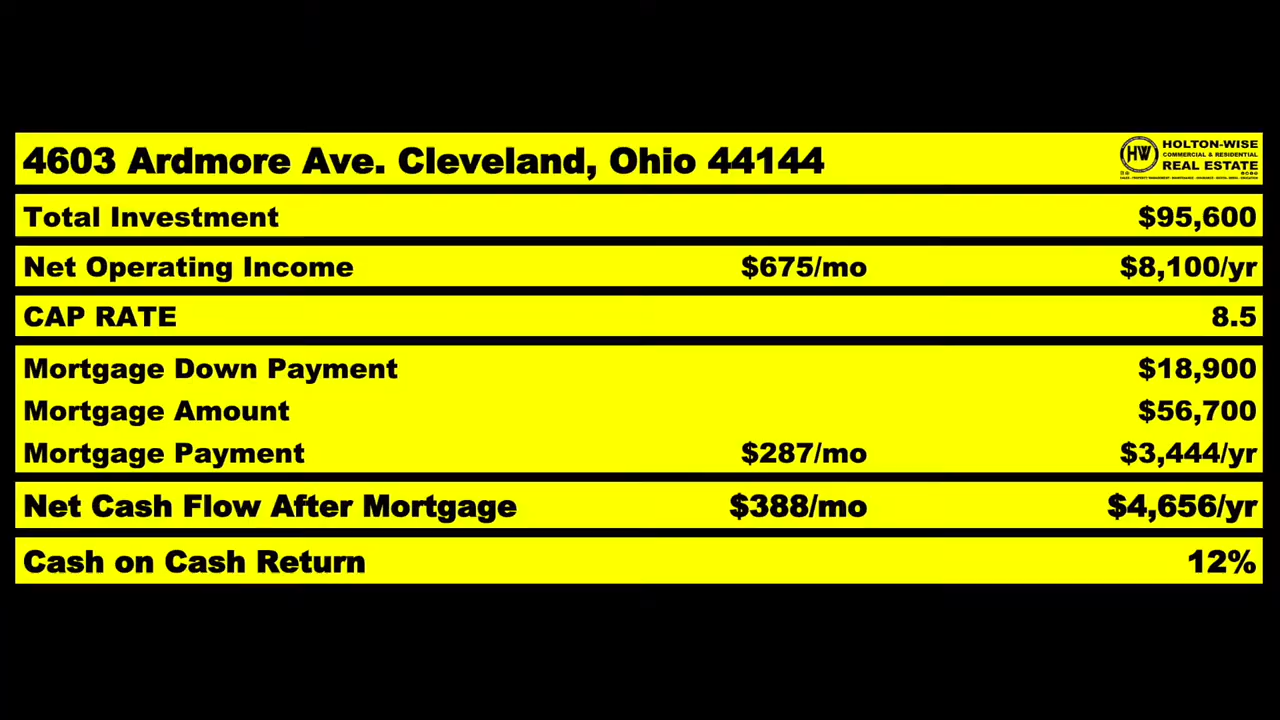 4603 Ardmore Ave. Cleveland, Ohio 44144
HW
HOLTON-WISE
COMMERCIAL & RESIDENTIAL
REAL ESTATE
Total Investment $95,600
Net Operating Income $675/mo $8,100/yr
CAP RATE 8.5
Mortgage Down Payment $18,900
Mortgage Amount $56,700
Mortgage Payment $287/mo $3,444/yr
Net Cash Flow After Mortgage $388/mo $4,656/yr
Cash on Cash Return 12%